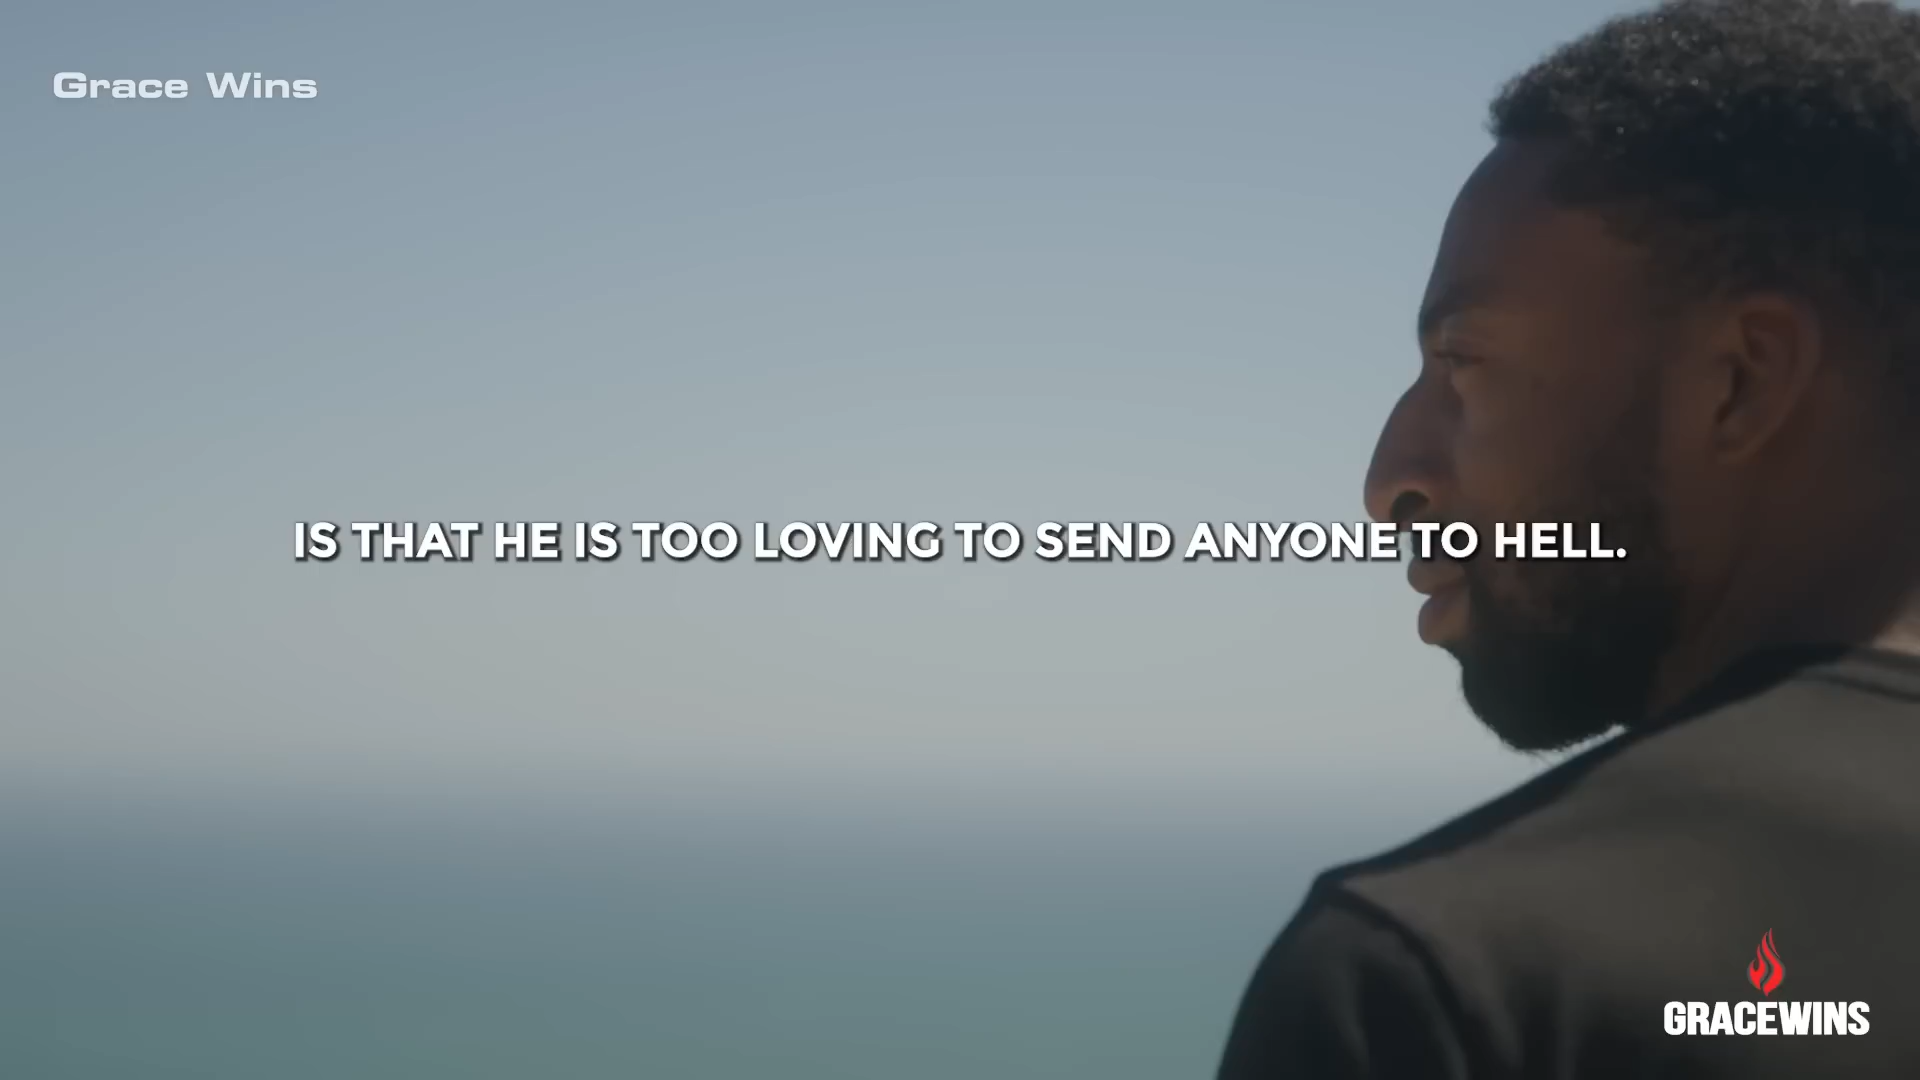 Grace Wins
IS THAT HE IS TOO LOVING TO SEND ANYONE TO HELL.
GRACEWINS